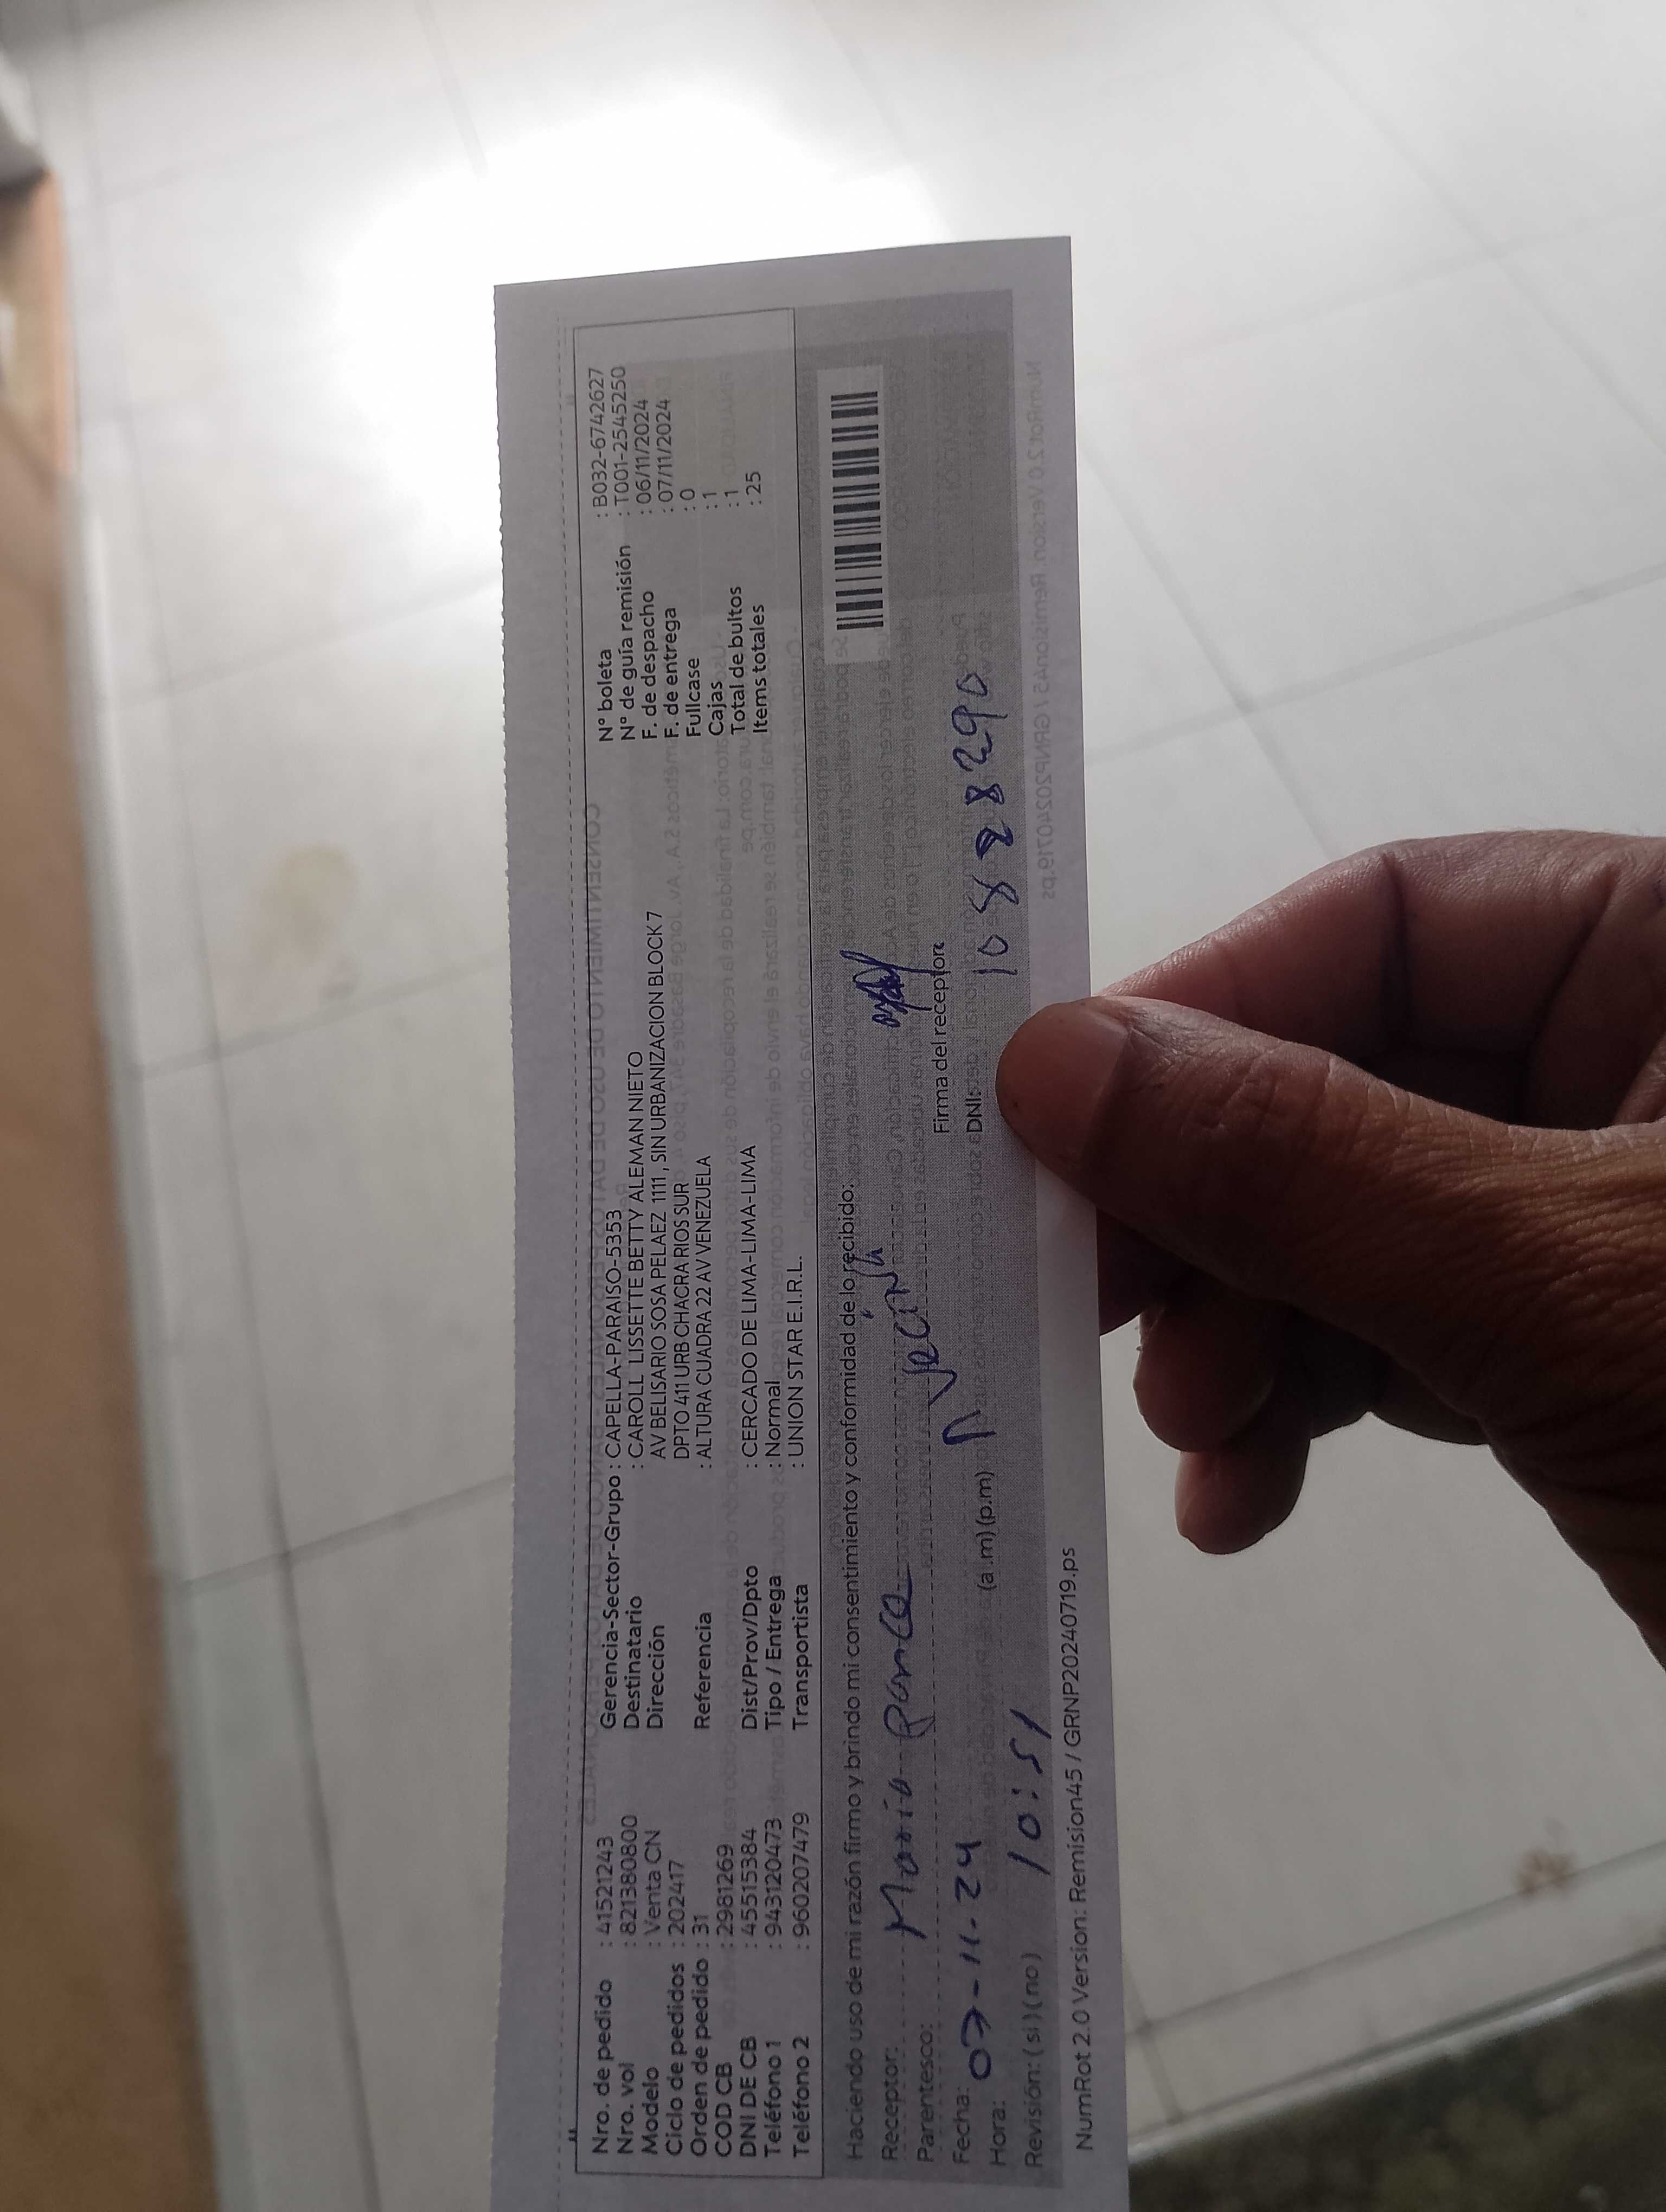 Nro. de pedido : 41521243 Gerencia-Sector-Grupo : CAPELLA-PARAISO-5353 N° boleta : B032-6742627
Nro. vol : 821380800 Destinatario : CAROLL LISSETTE BETTY ALEMAN NIETO N° de guía remisión : T001-2545250
Modelo : Venta CN Dirección AV BELISARIO SOSA PELAEZ 1111 , SIN URBANIZACION BLOCK 7 F. de despacho : 06/11/2024
Ciclo de pedidos : 202417 DPTO 411 URB CHACRA RIOS SUR F. de entrega : 07/11/2024
Orden de pedido : 31 Referencia : ALTURA CUADRA 22 AV VENEZUELA Fullcase : 0
COD CB : 2981269 Cajas : 1
DNI DE CB : 45515384 Dist/Prov/Dpto : CERCADO DE LIMA-LIMA-LIMA Total de bultos : 1
Teléfono 1 : 943120473 Tipo / Entrega : Normal Items totales : 25
Teléfono 2 : 960207479 Transportista : UNION STAR E.I.R.L.
Haciendo uso de mi razón firmo y brindo mi consentimiento y conformidad de lo recibido:
Receptor: Maria Ponce
Parentesco: Vecina
Firma del receptor
Fecha: 07-11-24
DNI: 10828290
Hora: 10:51 (a.m) (p.m)
Revisión: ( si ) ( no )
NumRot 2.0 Version: Remision45 / GRNP20240719.ps